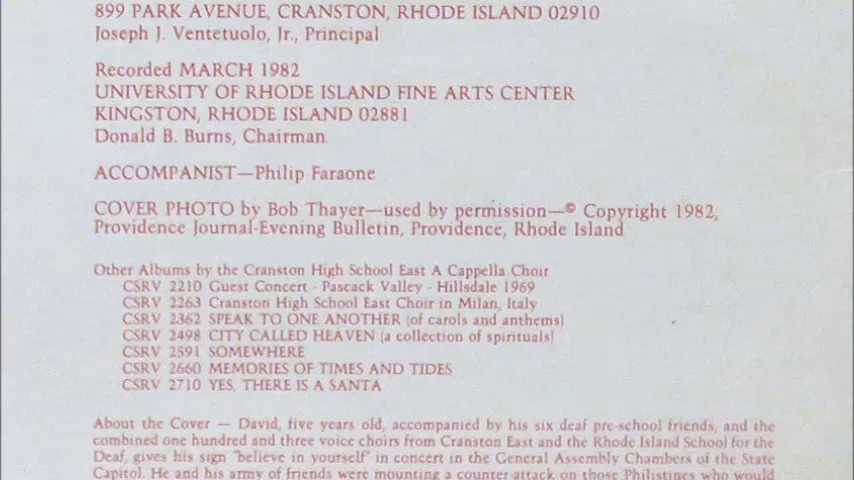 899 PARK AVENUE, CRANSTON, RHODE ISLAND 02910
Joseph J. Ventetuolo, Jr., Principal
Recorded MARCH 1982
UNIVERSITY OF RHODE ISLAND FINE ARTS CENTER
KINGSTON, RHODE ISLAND 02881
Donald B. Burns, Chairman
ACCOMPANIST—Philip Faraone
COVER PHOTO by Bob Thayer—used by permission—© Copyright 1982,
Providence Journal-Evening Bulletin, Providence, Rhode Island
Other Albums by the Cranston High School East A Cappella Choir
CSRV 2210 Guest Concert - Pascack Valley - Hillsdale 1969
CSRV 2263 Cranston High School East Choir in Milan, Italy
CSRV 2362 SPEAK TO ONE ANOTHER (of carols and anthems)
CSRV 2498 CITY CALLED HEAVEN (a collection of spirituals)
CSRV 2591 SOMEWHERE
CSRV 2660 MEMORIES OF TIMES AND TIDES
CSRV 2710 YES, THERE IS A SANTA
About the Cover — David, five years old, accompanied by his six deaf pre-school friends, and the
combined one hundred and three voice choirs from Cranston East and the Rhode Island School for the
Deaf, gives his sign "believe in yourself" in concert in the General Assembly Chambers of the State
Capitol. He and his army of friends were mounting a counter-attack on those Philistines who would